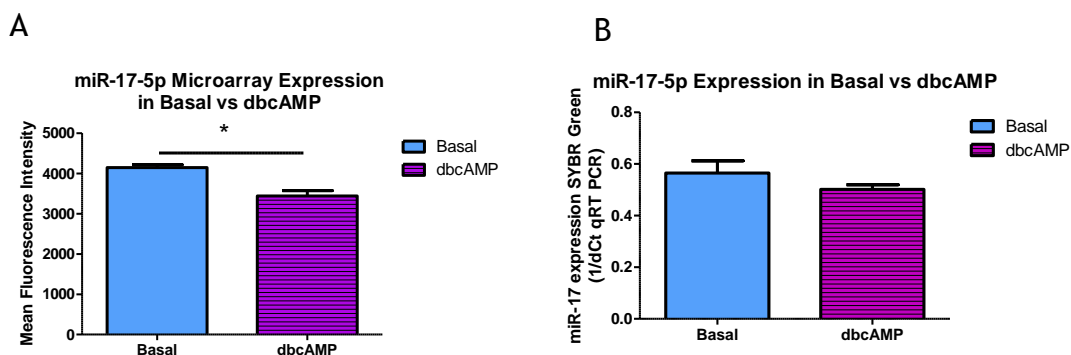 A
miR-17-5p Microarray Expression
in Basal vs dbcAMP
*
Mean Fluorescence Intensity
5000
4000
3000
2000
1000
0
Basal
dbcAMP
Basal
dbcAMP
B
miR-17-5p Expression in Basal vs dbcAMP
miR-17 expression SYBR Green
(1/dCt qRT PCR)
0.8
0.6
0.4
0.2
0.0
Basal
dbcAMP
Basal
dbcAMP